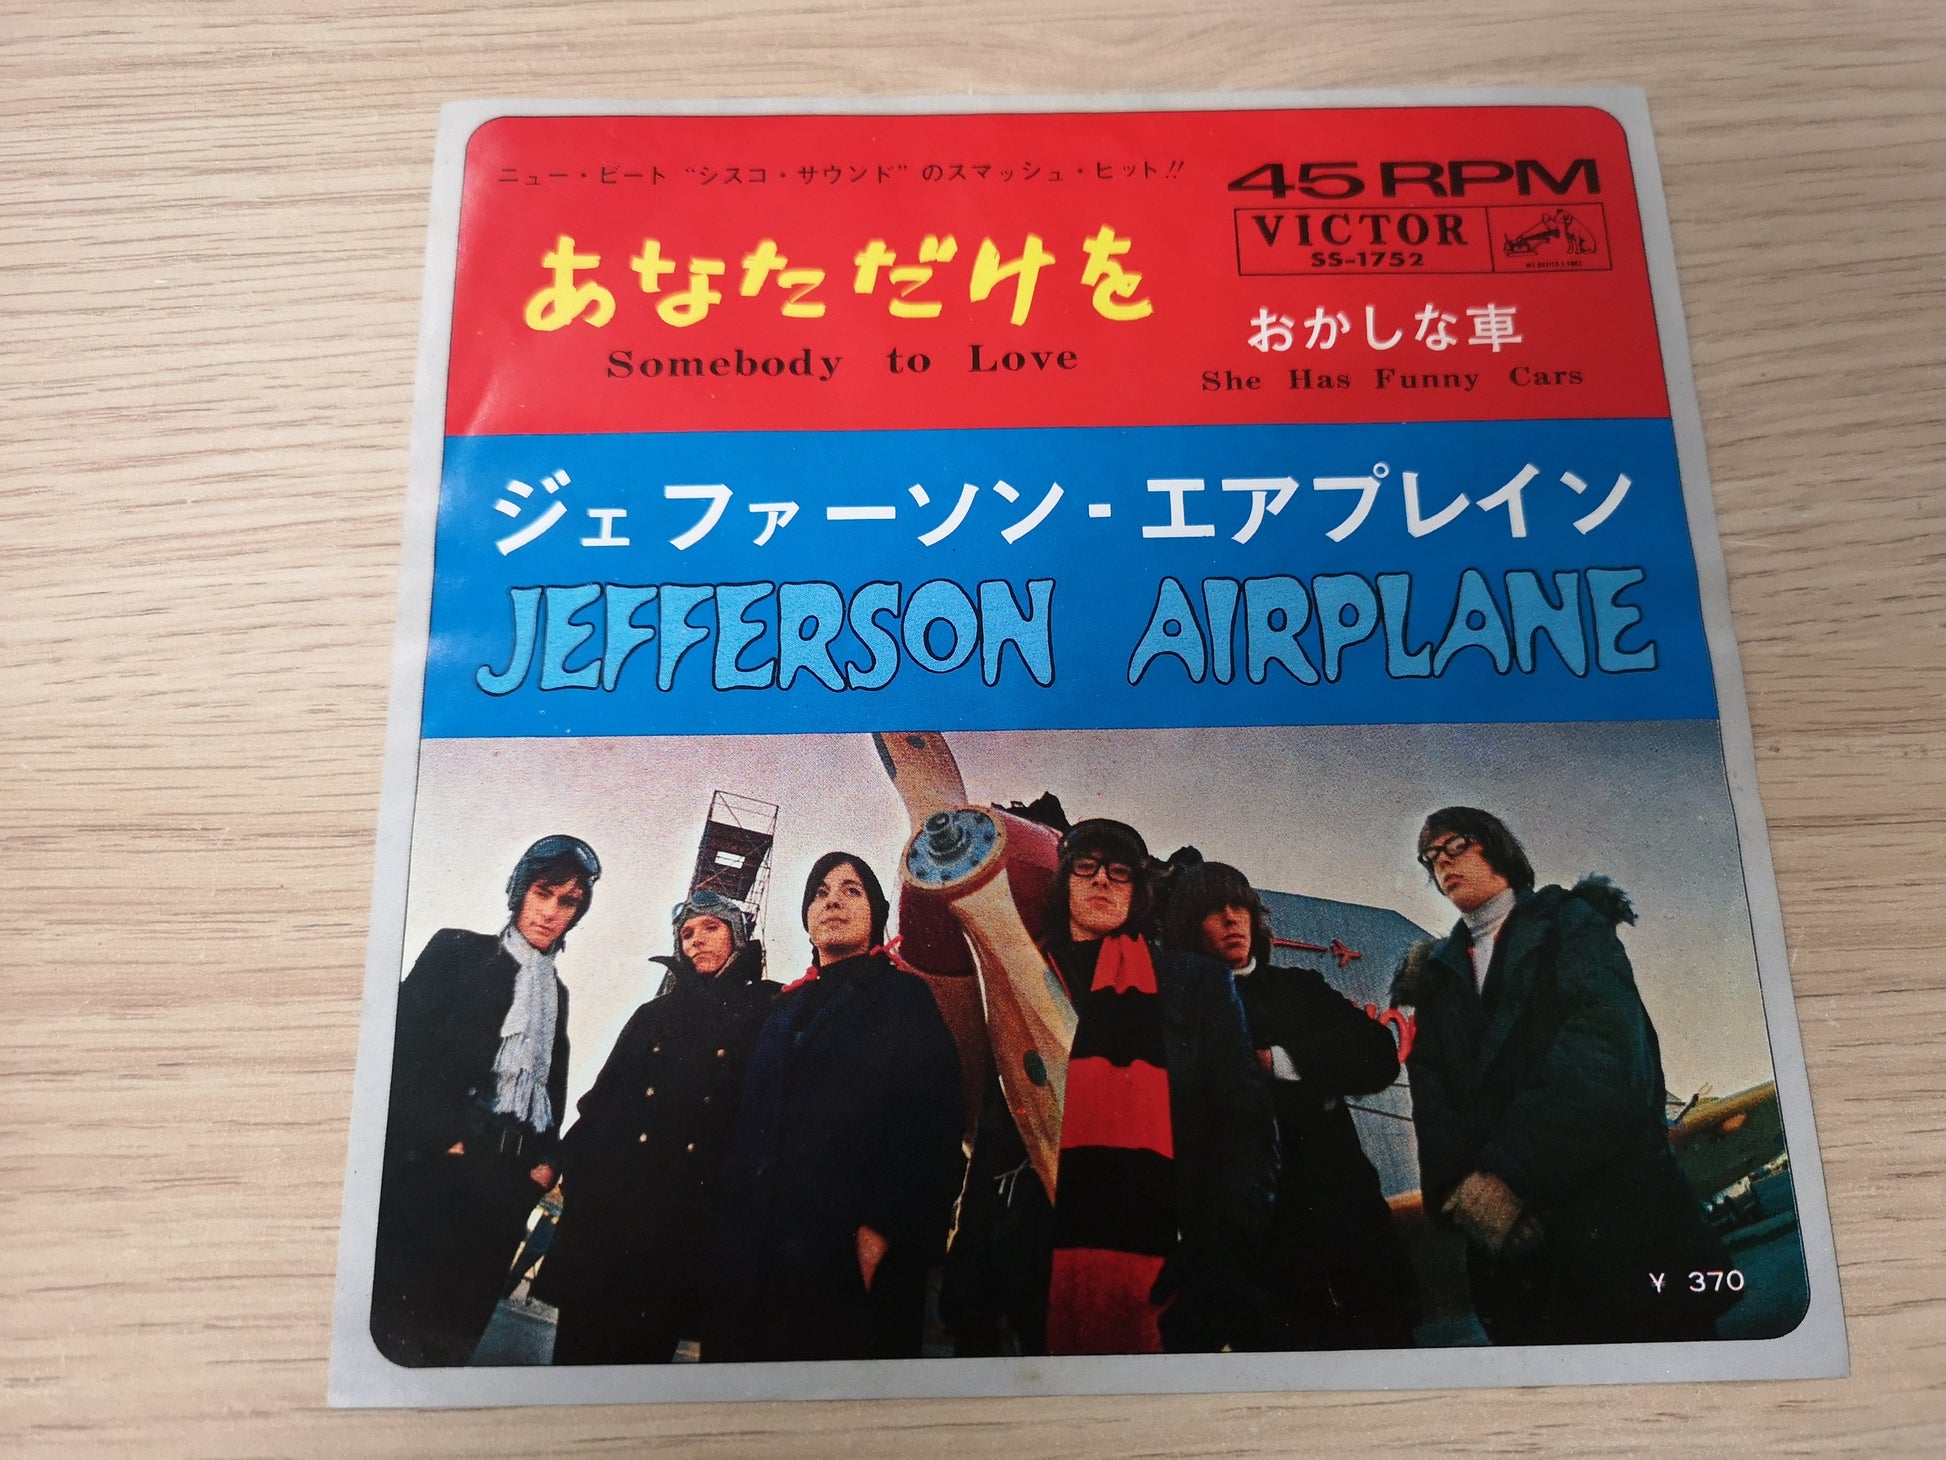 ニュー・ビート “シスコ・サウンド” のスマッシュ・ヒット!!
45 RPM
VICTOR
SS-1752
あなただけを
Somebody to Love
おかしな車
She Has Funny Cars
ジェファーソン-エアプレイン
JEFFERSON AIRPLANE
¥ 370